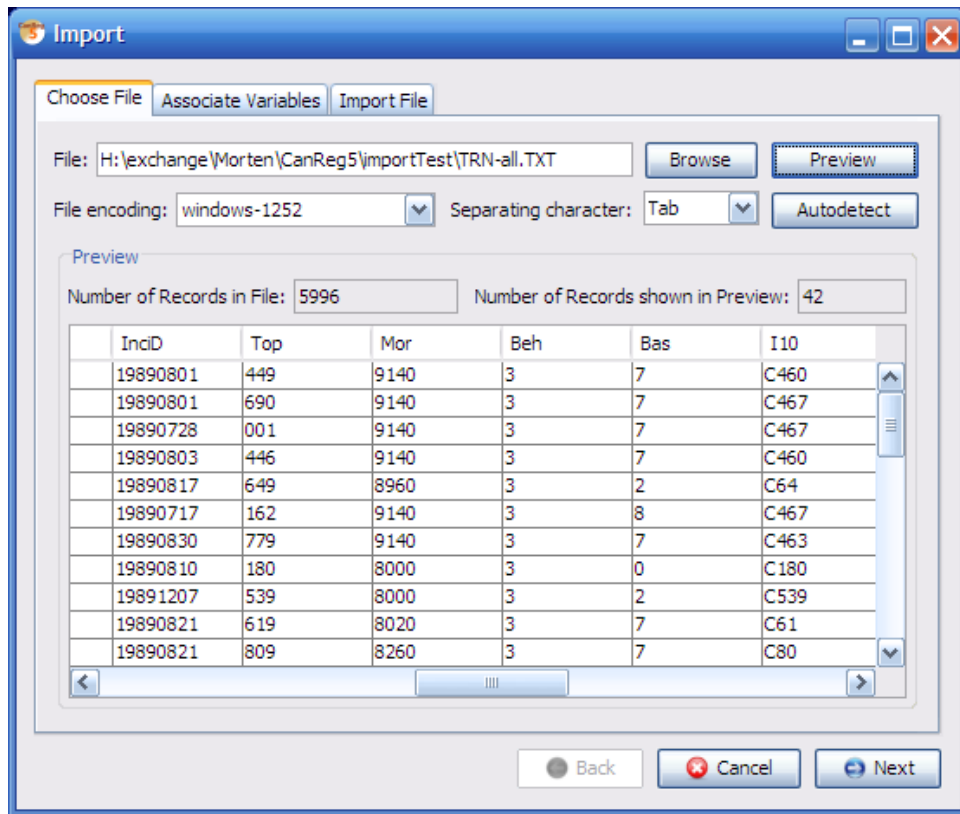 Import
Choose File Associate Variables Import File
File: H:\exchange\Morten\CanReg5\importTest\TRN-all.TXT Browse Preview
File encoding: windows-1252 Separating character: Tab Autodetect
Preview
Number of Records in File: 5996 Number of Records shown in Preview: 42
InciD Top Mor Beh Bas I10
19890801 449 9140 3 7 C460
19890801 690 9140 3 7 C467
19890728 001 9140 3 7 C467
19890803 446 9140 3 7 C460
19890817 649 8960 3 2 C64
19890717 162 9140 3 8 C467
19890830 779 9140 3 7 C463
19890810 180 8000 3 0 C180
19891207 539 8000 3 2 C539
19890821 619 8020 3 7 C61
19890821 809 8260 3 7 C80
Back Cancel Next